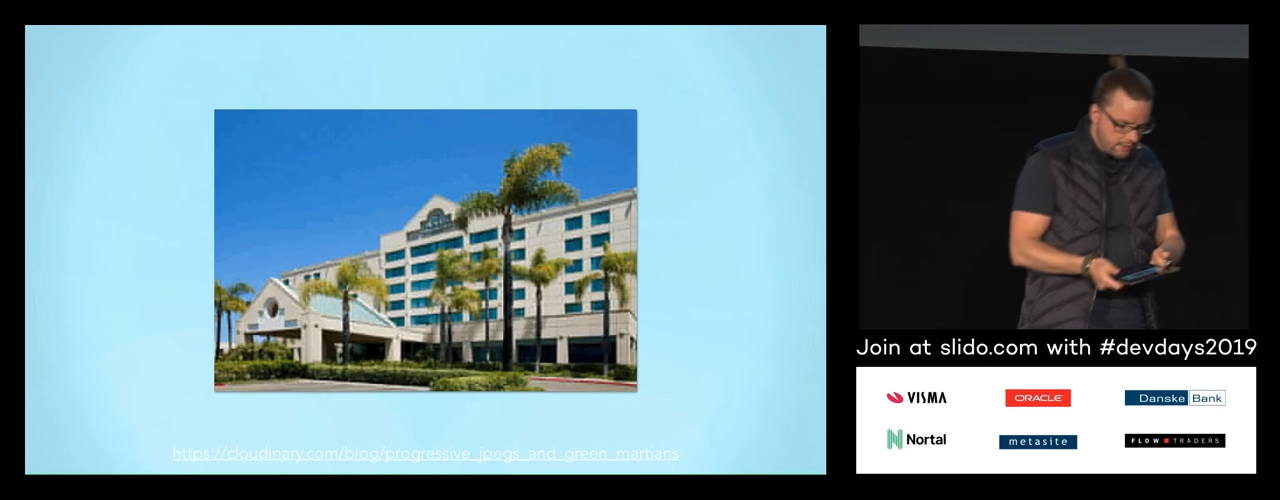 https://cloudinary.com/blog/progressive_jpegs_and_green_martians
Join at slido.com with #devdays2019
VISMA
ORACLE
Danske Bank
Nortal
metasite
FLOW TRADERS